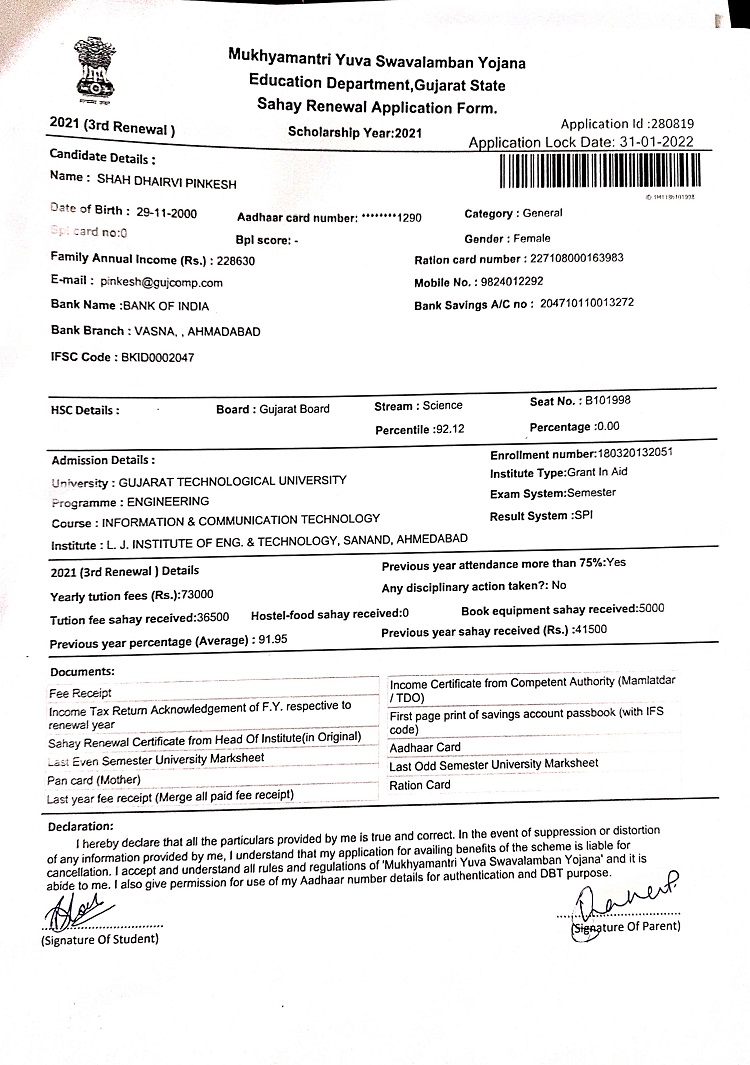 Mukhyamantri Yuva Swavalamban Yojana
Education Department,Gujarat State
Sahay Renewal Application Form.
2021 (3rd Renewal ) Scholarship Year:2021 Application Id :280819
Application Lock Date: 31-01-2022
Candidate Details :
Name : SHAH DHAIRVI PINKESH
Date of Birth : 29-11-2000 Aadhaar card number: ********1290 Category : General
Bpl card no:0 Bpl score: - Gender : Female
Family Annual Income (Rs.) : 228630 Ration card number : 227108000163983
E-mail : pinkesh@gujcomp.com Mobile No. : 9824012292
Bank Name :BANK OF INDIA Bank Savings A/C no : 204710110013272
Bank Branch : VASNA, , AHMADABAD
IFSC Code : BKID0002047
HSC Details : Board : Gujarat Board Stream : Science Seat No. : B101998
Percentile :92.12 Percentage :0.00
Admission Details : Enrollment number:180320132051
University : GUJARAT TECHNOLOGICAL UNIVERSITY Institute Type:Grant In Aid
Programme : ENGINEERING Exam System:Semester
Course : INFORMATION & COMMUNICATION TECHNOLOGY Result System :SPI
Institute : L. J. INSTITUTE OF ENG. & TECHNOLOGY, SANAND, AHMEDABAD
2021 (3rd Renewal ) Details Previous year attendance more than 75%:Yes
Yearly tution fees (Rs.):73000 Any disciplinary action taken?: No
Tution fee sahay received:36500 Hostel-food sahay received:0 Book equipment sahay received:5000
Previous year percentage (Average) : 91.95 Previous year sahay received (Rs.) :41500
Documents:
Fee Receipt
Income Tax Return Acknowledgement of F.Y. respective to
renewal year
Sahay Renewal Certificate from Head Of Institute(in Original)
Last Even Semester University Marksheet
Pan card (Mother)
Last year fee receipt (Merge all paid fee receipt)
Income Certificate from Competent Authority (Mamlatdar
/ TDO)
First page print of savings account passbook (with IFS
code)
Aadhaar Card
Last Odd Semester University Marksheet
Ration Card
Declaration:
I hereby declare that all the particulars provided by me is true and correct. In the event of suppression or distortion
of any information provided by me, I understand that my application for availing benefits of the scheme is liable for
cancellation. I accept and understand all rules and regulations of 'Mukhyamantri Yuva Swavalamban Yojana' and it is
abide to me. I also give permission for use of my Aadhaar number details for authentication and DBT purpose.
(Signature Of Student) (Signature Of Parent)